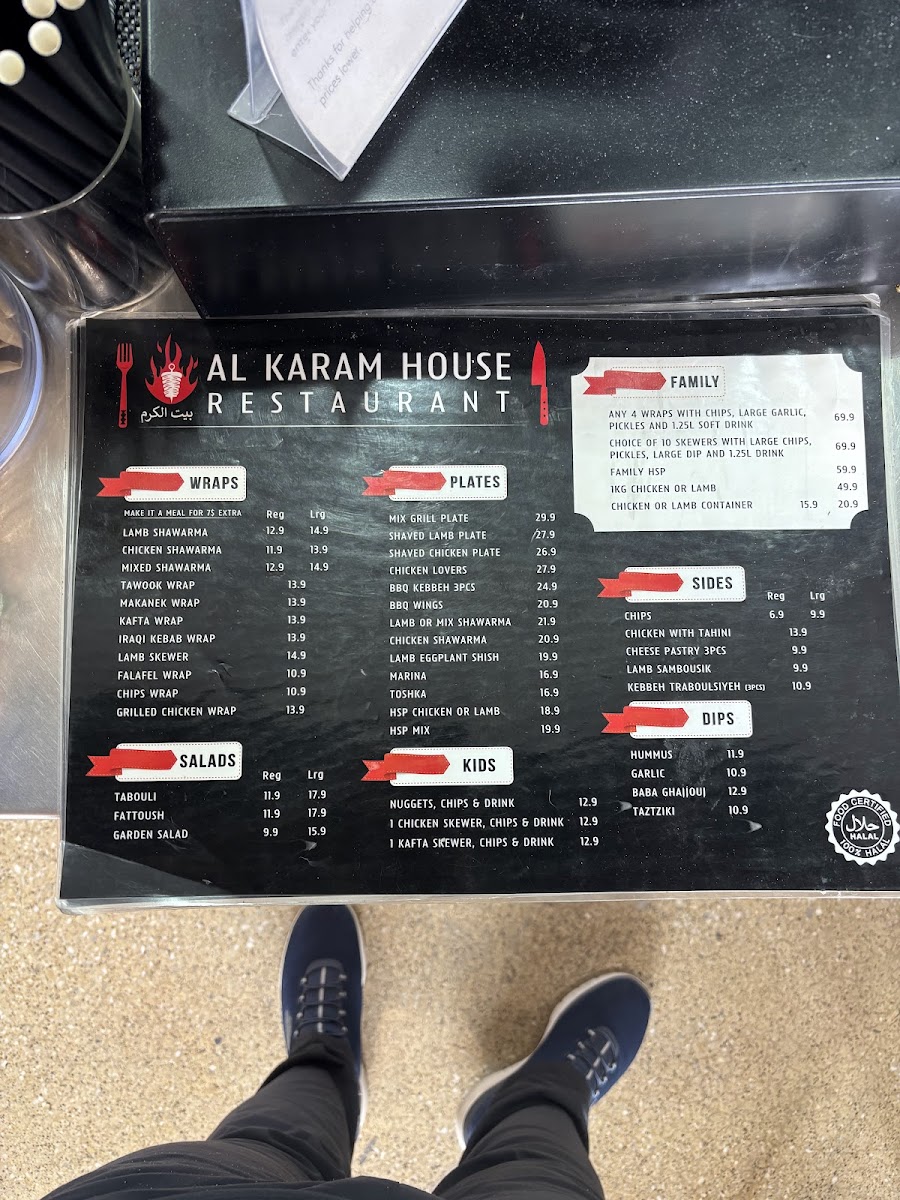 Thanks for helping
prices lower.
AL KARAM HOUSE
RESTAURANT
بيت الكرم
WRAPS
MAKE IT A MEAL FOR 7$ EXTRA Reg Lrg
LAMB SHAWARMA 12.9 14.9
CHICKEN SHAWARMA 11.9 13.9
MIXED SHAWARMA 12.9 14.9
TAWOOK WRAP 13.9
MAKANEK WRAP 13.9
KAFTA WRAP 13.9
IRAQI KEBAB WRAP 13.9
LAMB SKEWER 14.9
FALAFEL WRAP 10.9
CHIPS WRAP 10.9
GRILLED CHICKEN WRAP 13.9
SALADS
Reg Lrg
TABOULI 11.9 17.9
FATTOUSH 11.9 17.9
GARDEN SALAD 9.9 15.9
PLATES
MIX GRILL PLATE 29.9
SHAVED LAMB PLATE 27.9
SHAVED CHICKEN PLATE 26.9
CHICKEN LOVERS 27.9
BBQ KEBBEH 3PCS 24.9
BBQ WINGS 20.9
LAMB OR MIX SHAWARMA 21.9
CHICKEN SHAWARMA 20.9
LAMB EGGPLANT SHISH 19.9
MARINA 16.9
TOSHKA 16.9
HSP CHICKEN OR LAMB 18.9
HSP MIX 19.9
KIDS
NUGGETS, CHIPS & DRINK 12.9
1 CHICKEN SKEWER, CHIPS & DRINK 12.9
1 KAFTA SKEWER, CHIPS & DRINK 12.9
FAMILY
ANY 4 WRAPS WITH CHIPS, LARGE GARLIC,
PICKLES AND 1.25L SOFT DRINK 69.9
CHOICE OF 10 SKEWERS WITH LARGE CHIPS,
PICKLES, LARGE DIP AND 1.25L DRINK 69.9
FAMILY HSP 59.9
1KG CHICKEN OR LAMB 49.9
CHICKEN OR LAMB CONTAINER 15.9 20.9
SIDES
Reg Lrg
CHIPS 6.9 9.9
CHICKEN WITH TAHINI 13.9
CHEESE PASTRY 3PCS 9.9
LAMB SAMBOUSIK 9.9
KEBBEH TRABOULSIYEH (3PCS) 10.9
DIPS
HUMMUS 11.9
GARLIC 10.9
BABA GHAJJOUJ 12.9
TAZTZIKI 10.9
FOOD CERTIFIED
حلال
HALAL
100% HALAL